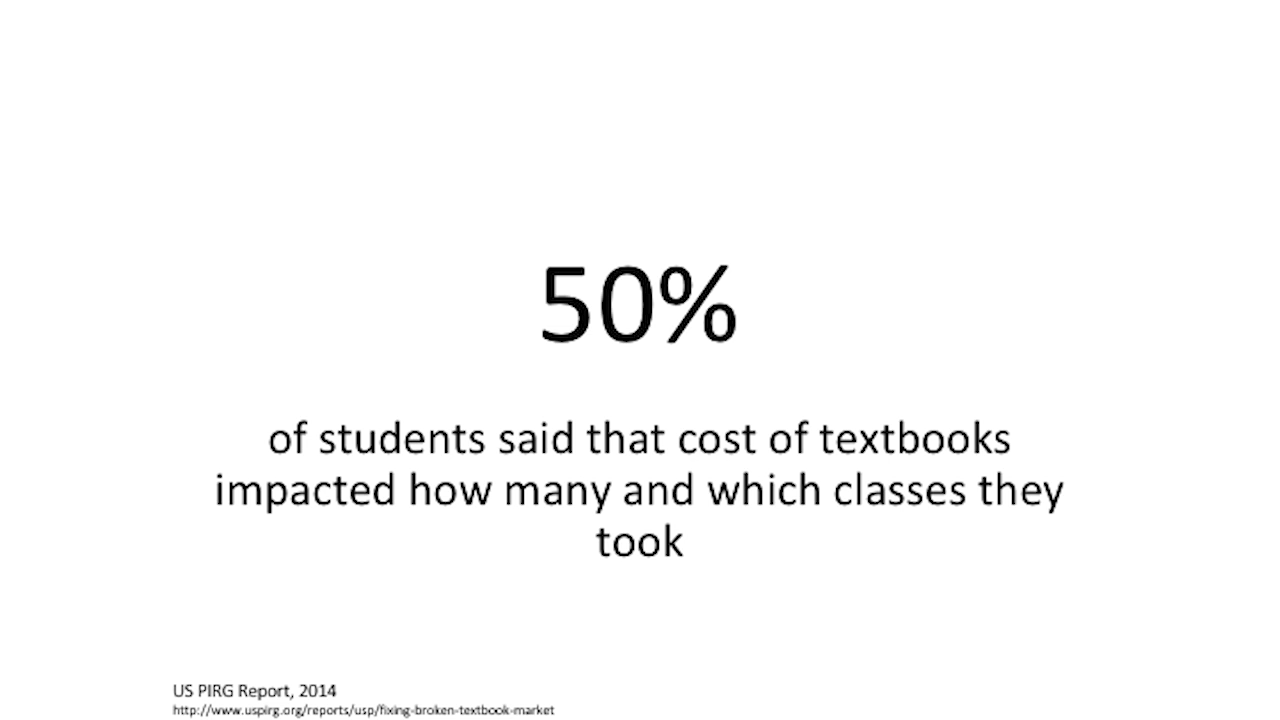 50%
of students said that cost of textbooks
impacted how many and which classes they
took
US PIRG Report, 2014
http://www.uspirg.org/reports/usp/fixing-broken-textbook-market